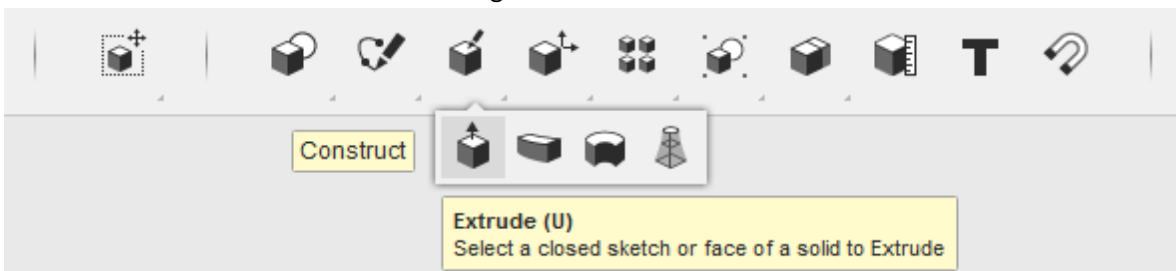 Construct
Extrude (U)
Select a closed sketch or face of a solid to Extrude